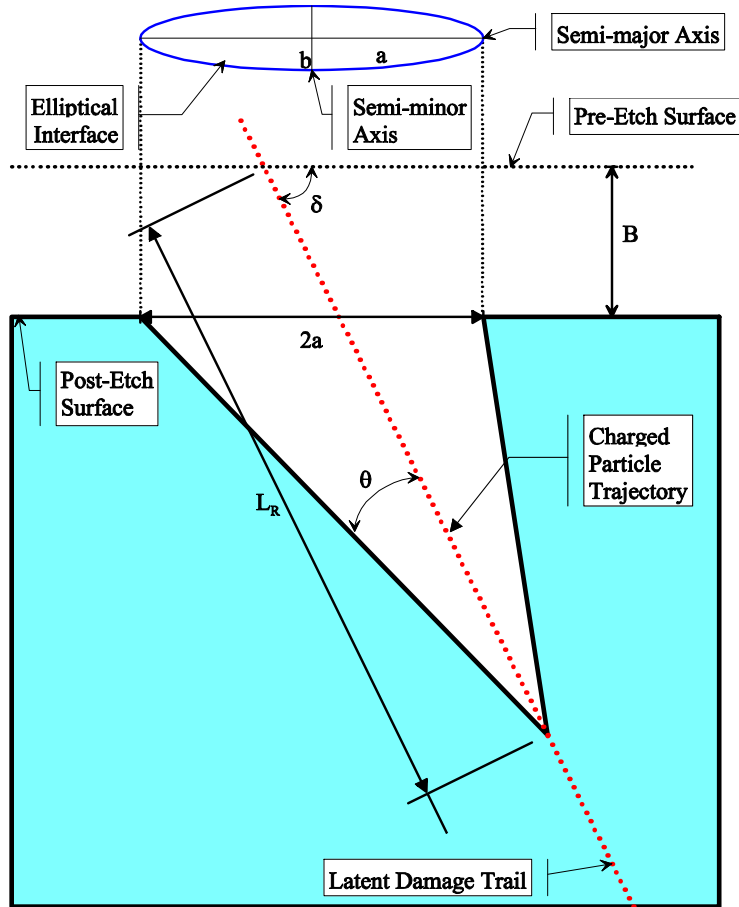 Semi-major Axis
b
a
Elliptical
Interface
Semi-minor
Axis
Pre-Etch Surface
δ
B
2a
Post-Etch
Surface
Charged
Particle
Trajectory
θ
L_R
Latent Damage Trail